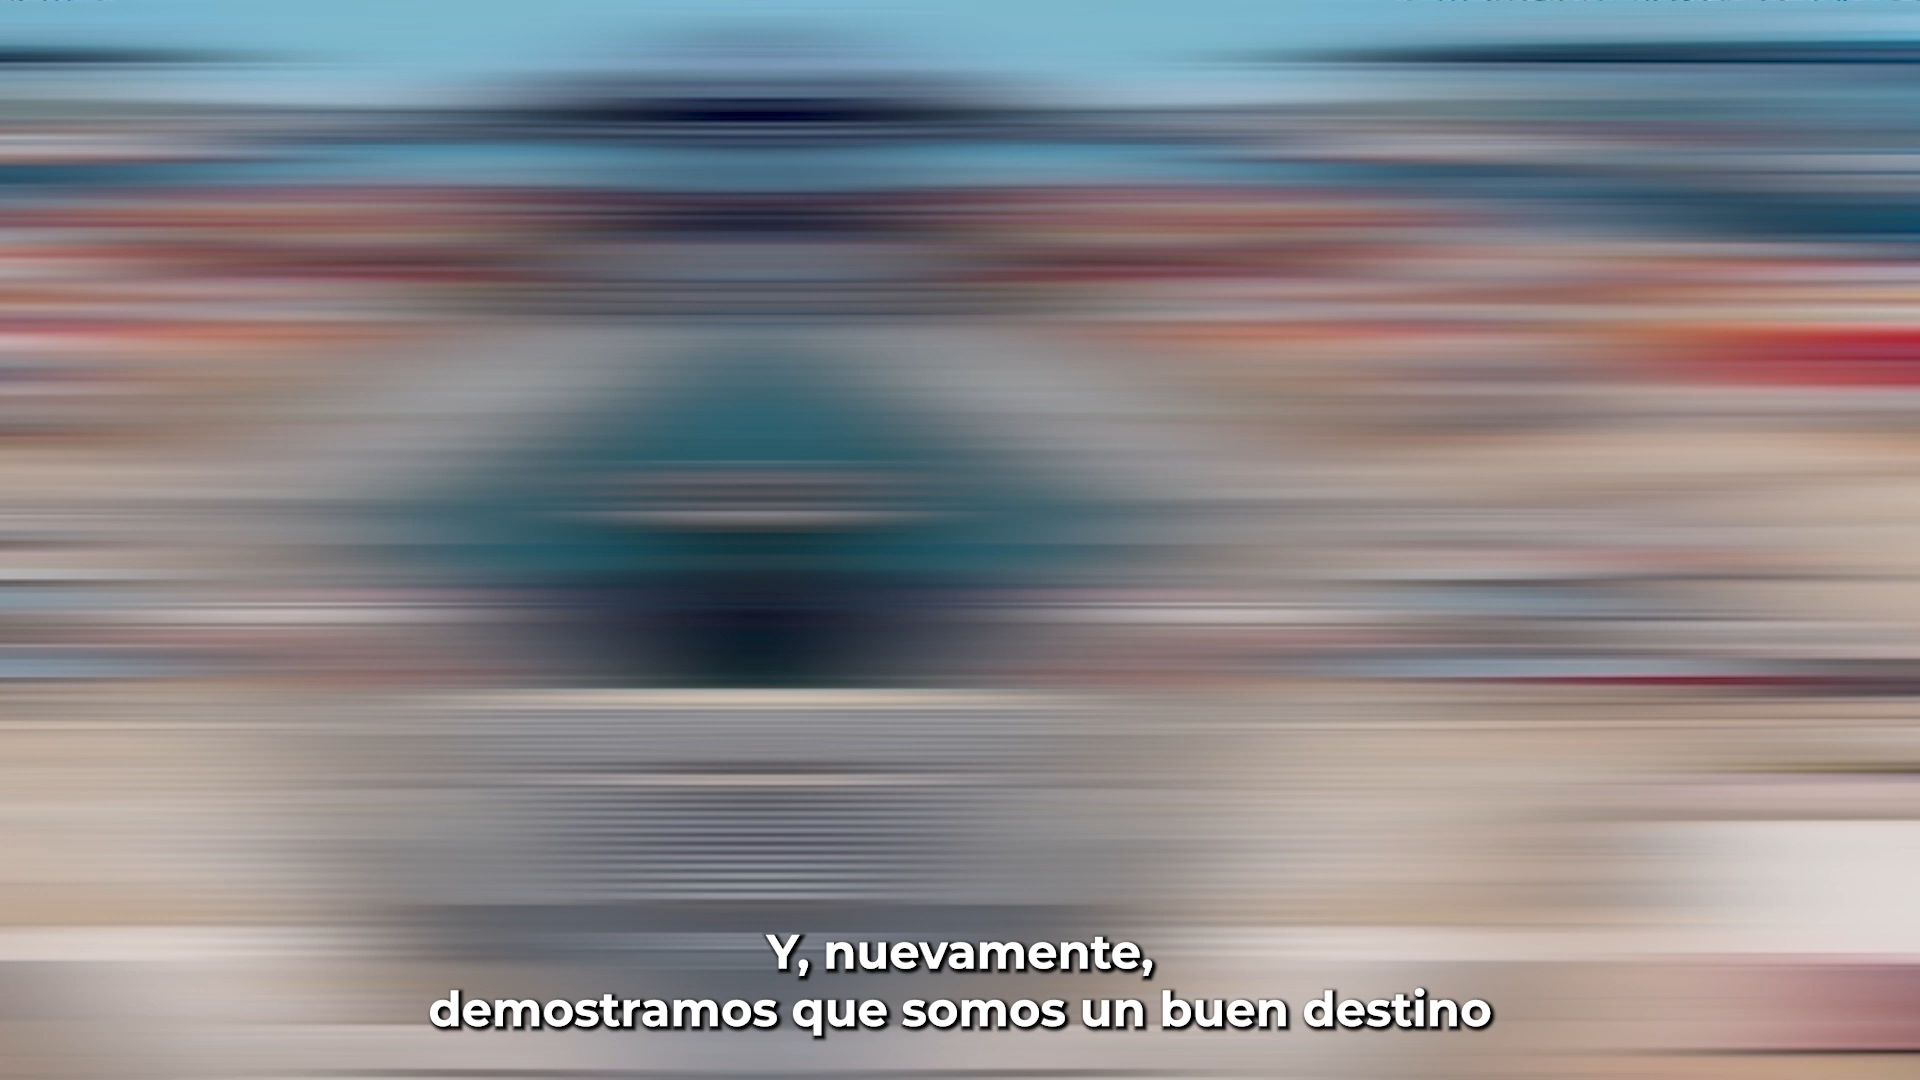 Y, nuevamente,
demostramos que somos un buen destino